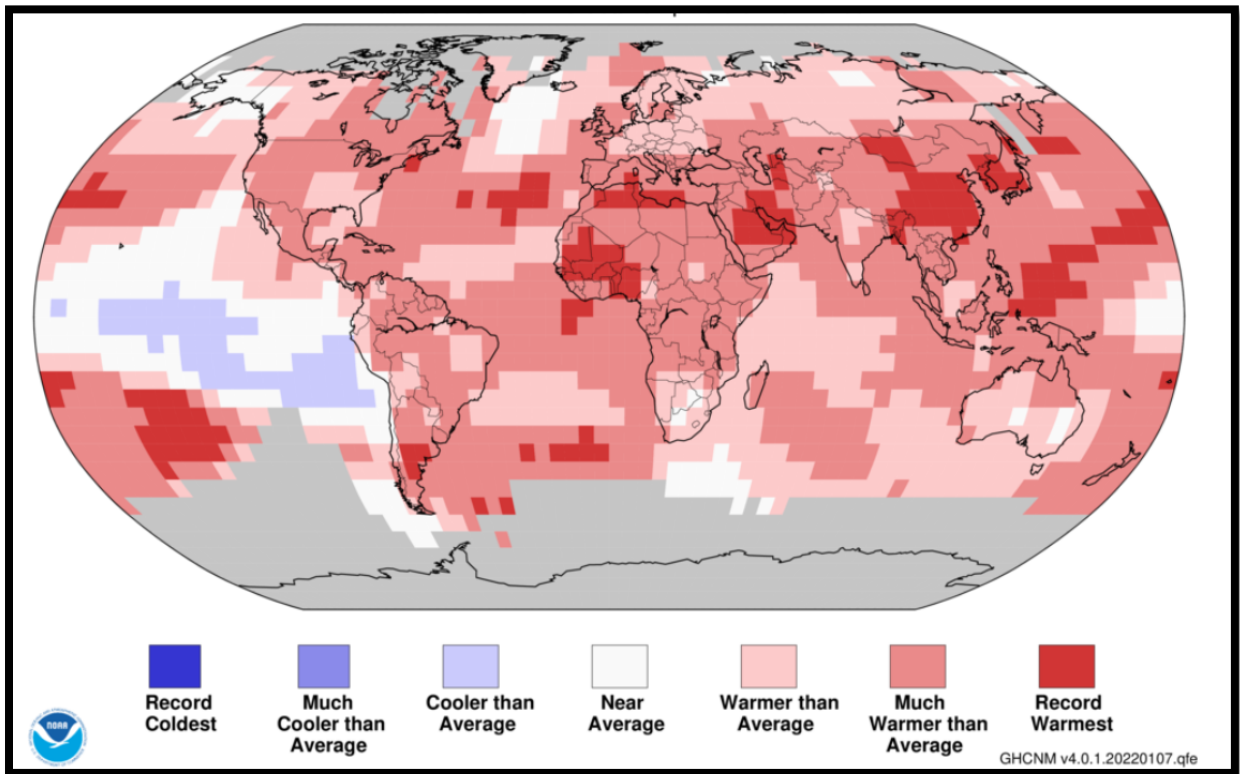 Record
Coldest
Much
Cooler than
Average
Cooler than
Average
Near
Average
Warmer than
Average
Much
Warmer than
Average
Record
Warmest
NOAA
GHCNM v4.0.1.20220107.qfe